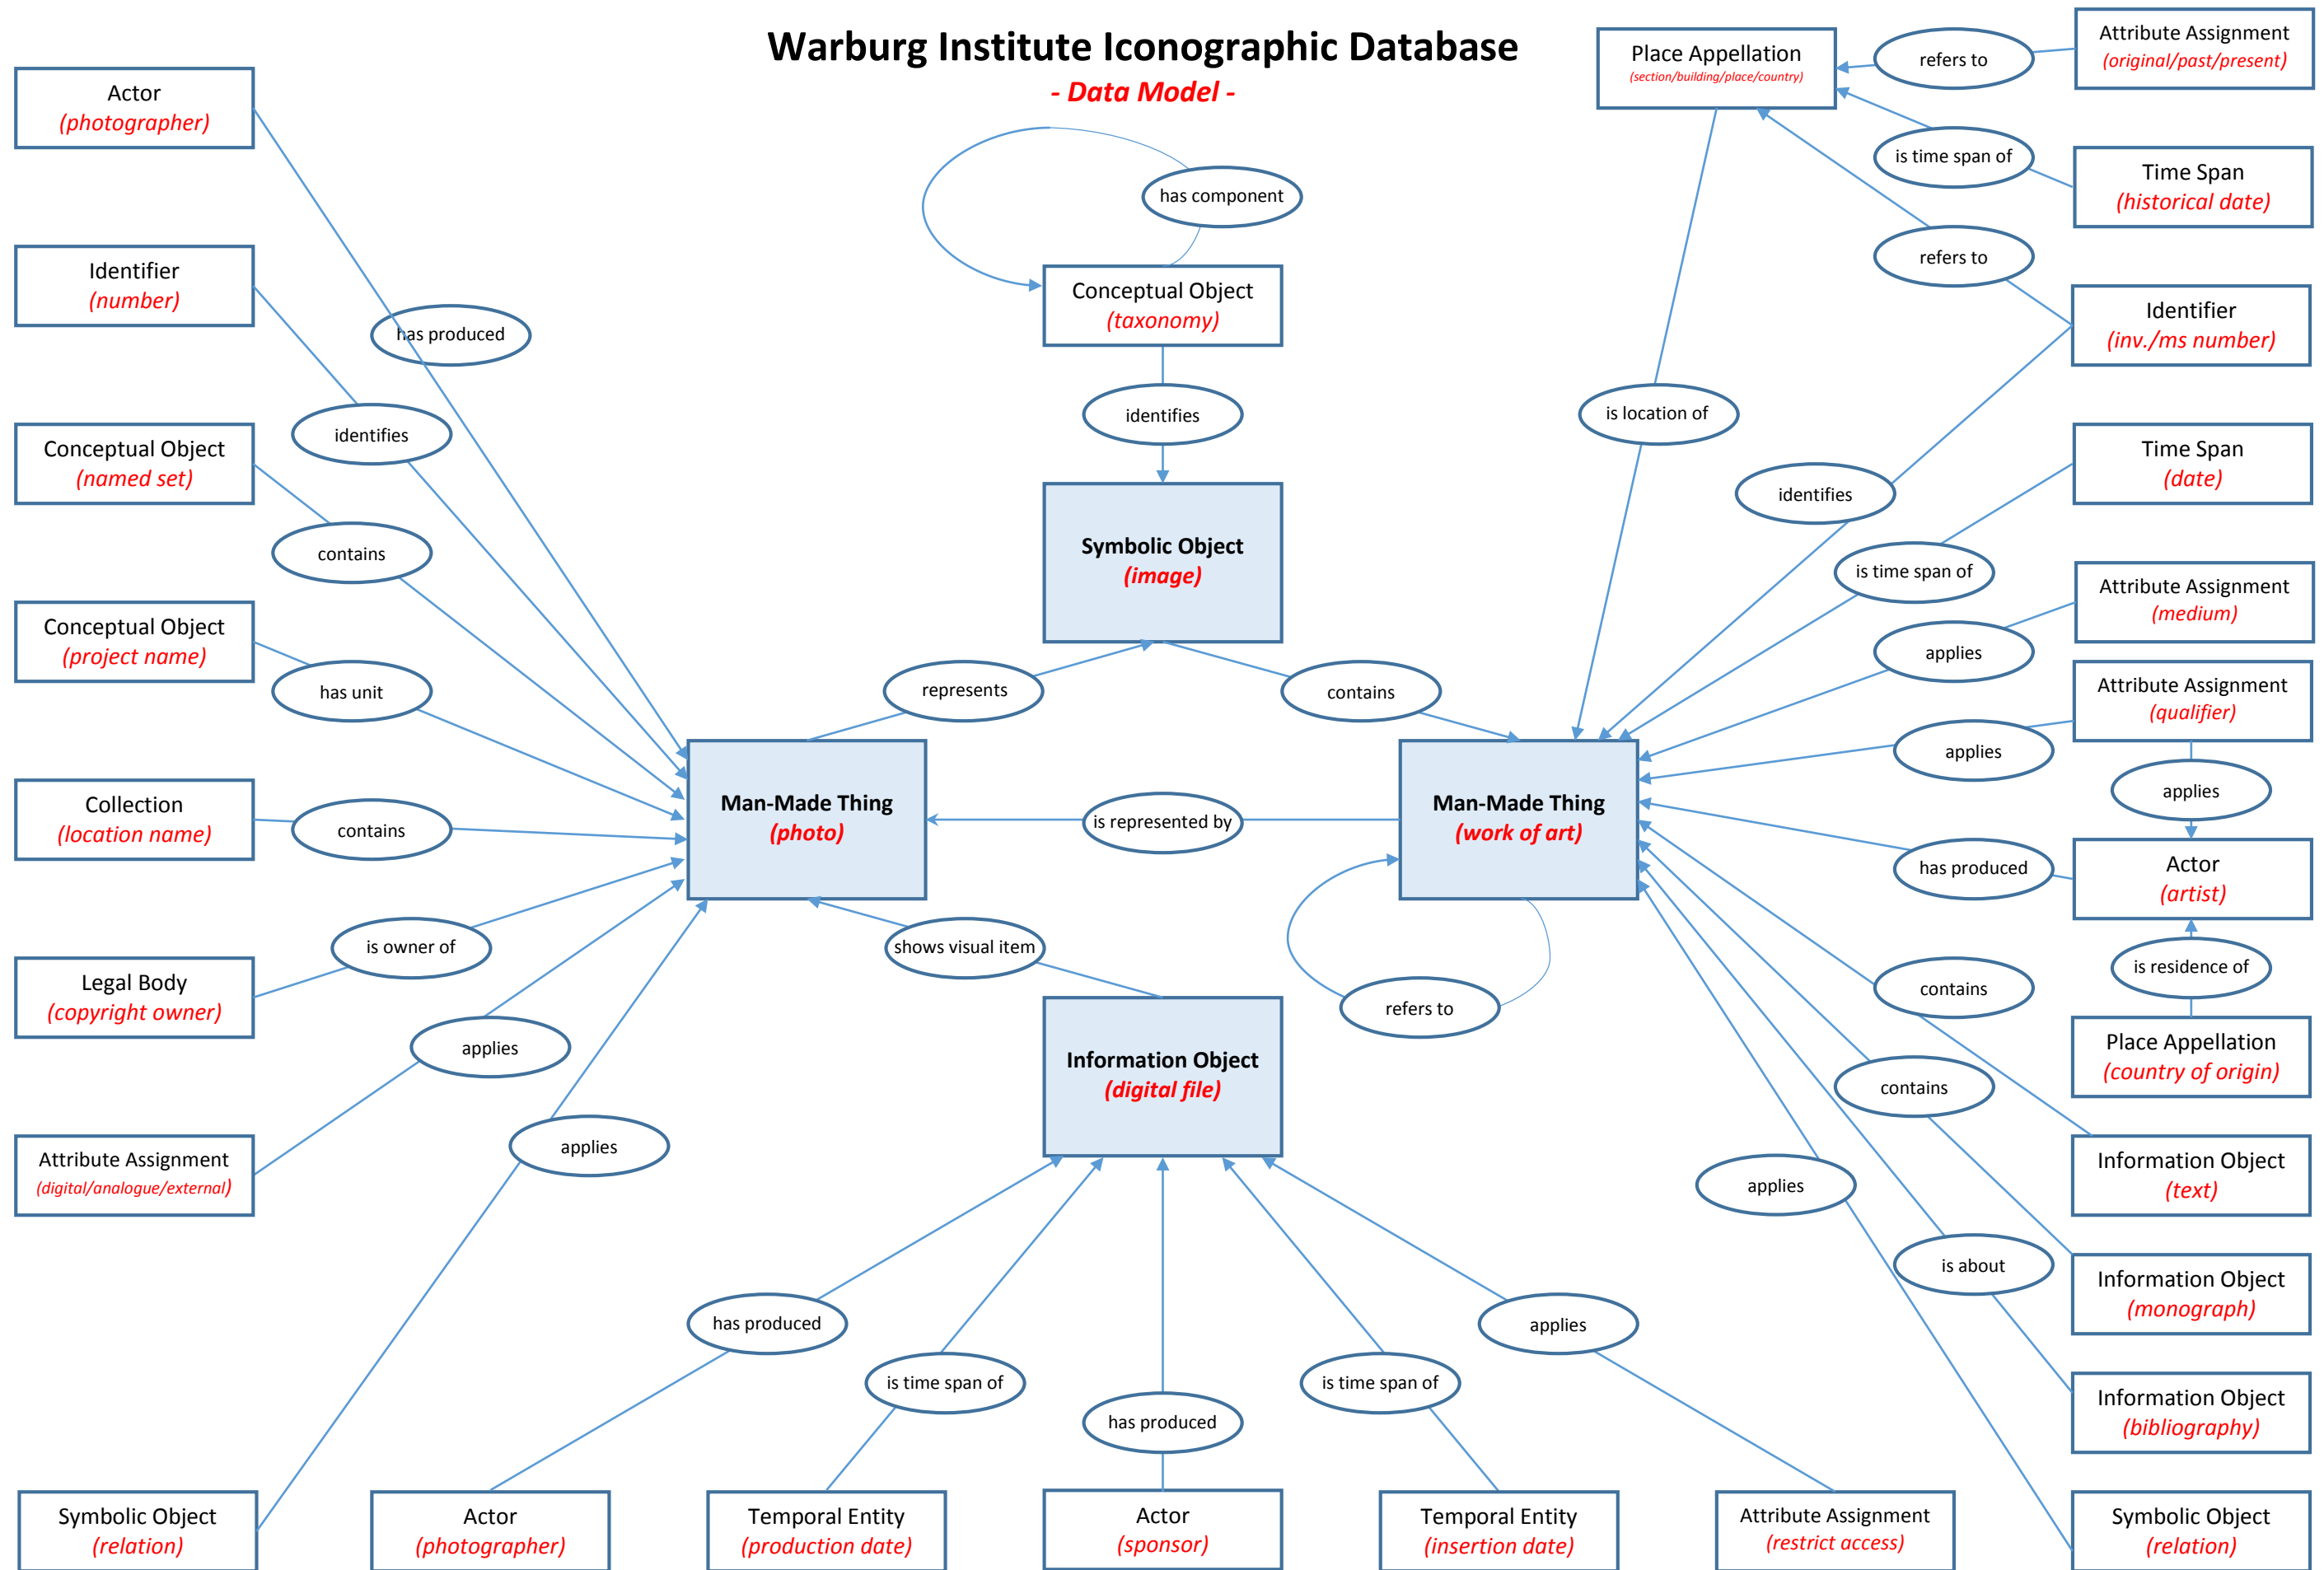 Warburg Institute Iconographic Database
- Data Model -
Actor
(photographer)
Identifier
(number)
Conceptual Object
(named set)
Conceptual Object
(project name)
Collection
(location name)
Legal Body
(copyright owner)
Attribute Assignment
(digital/analogue/external)
Symbolic Object
(relation)
has produced
identifies
contains
has unit
contains
is owner of
applies
applies
has component
Conceptual Object
(taxonomy)
identifies
Symbolic Object
(image)
represents
contains
Man-Made Thing
(photo)
is represented by
Man-Made Thing
(work of art)
shows visual item
refers to
Information Object
(digital file)
has produced
is time span of
has produced
is time span of
applies
Actor
(photographer)
Temporal Entity
(production date)
Actor
(sponsor)
Temporal Entity
(insertion date)
Attribute Assignment
(restrict access)
Place Appellation
(section/building/place/country)
refers to
Attribute Assignment
(original/past/present)
is time span of
Time Span
(historical date)
refers to
Identifier
(inv./ms number)
is location of
identifies
Time Span
(date)
is time span of
Attribute Assignment
(medium)
applies
Attribute Assignment
(qualifier)
applies
applies
has produced
Actor
(artist)
is residence of
contains
Place Appellation
(country of origin)
contains
Information Object
(text)
applies
is about
Information Object
(monograph)
Information Object
(bibliography)
Symbolic Object
(relation)